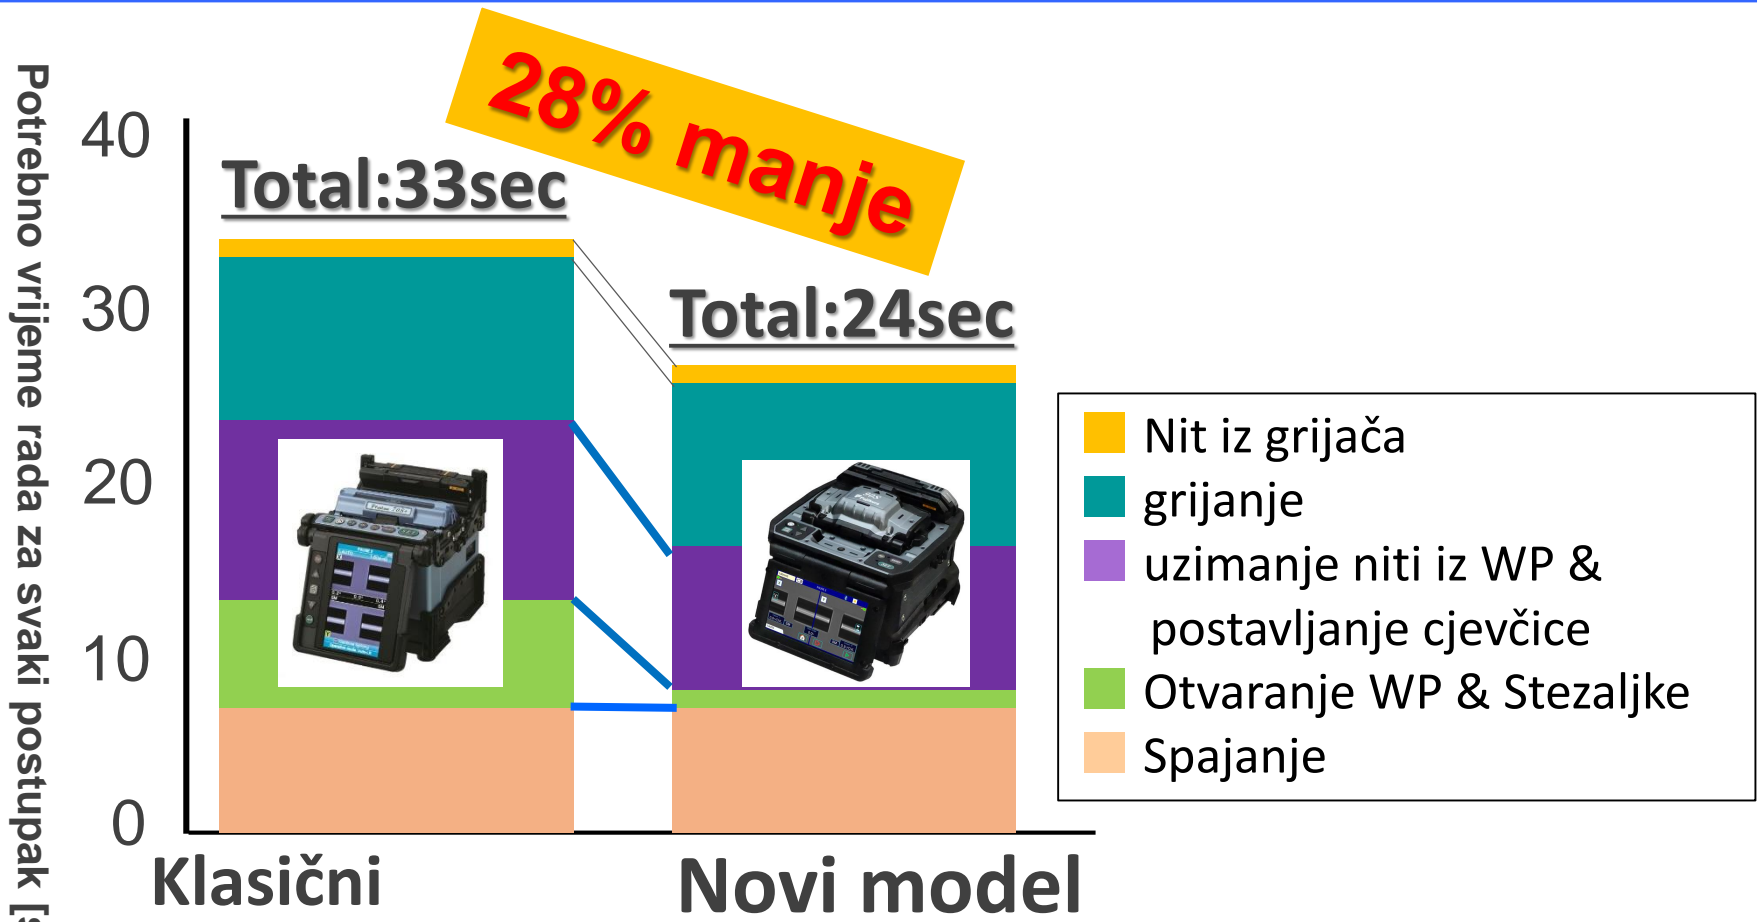 28% manje
Potrebno vrijeme rada za svaki postupak [s
40
30
20
10
0
Total:33sec
Total:24sec
Nit iz grijača
grijanje
uzimanje niti iz WP &
postavljanje cjevčice
Otvaranje WP & Stezaljke
Spajanje
Klasični
Novi model